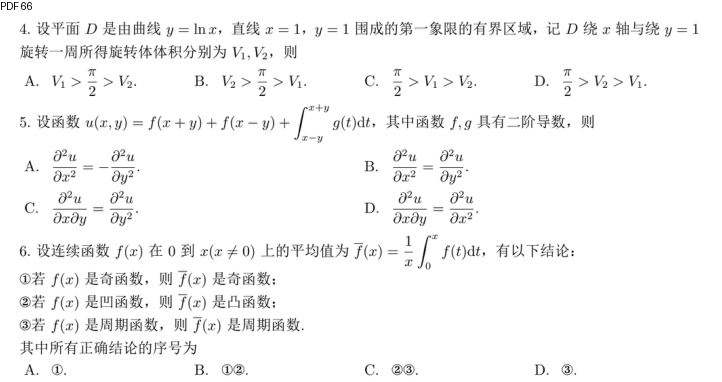 PDF 66
4. 设平面 D 是由曲线 y = ln x，直线 x = 1，y = 1 围成的第一象限的有界区域，记 D 绕 x 轴与绕 y = 1
旋转一周所得旋转体体积分别为 V₁, V₂，则
A. V₁ > π/2 > V₂. B. V₂ > π/2 > V₁. C. π/2 > V₁ > V₂. D. π/2 > V₂ > V₁.
5. 设函数 u(x, y) = f(x + y) + f(x − y) + ∫_{x−y}^{x+y} g(t)dt，其中函数 f, g 具有二阶导数，则
A. ∂²u/∂x² = −∂²u/∂y². B. ∂²u/∂x² = ∂²u/∂y².
C. ∂²u/∂x∂y = ∂²u/∂y². D. ∂²u/∂x∂y = ∂²u/∂x².
6. 设连续函数 f(x) 在 0 到 x(x ≠ 0) 上的平均值为 f̅(x) = 1/x ∫_0^x f(t)dt，有以下结论：
①若 f(x) 是奇函数，则 f̅(x) 是奇函数；
②若 f(x) 是凹函数，则 f̅(x) 是凸函数；
③若 f(x) 是周期函数，则 f̅(x) 是周期函数.
其中所有正确结论的序号为
A. ①. B. ①②. C. ②③. D. ③.